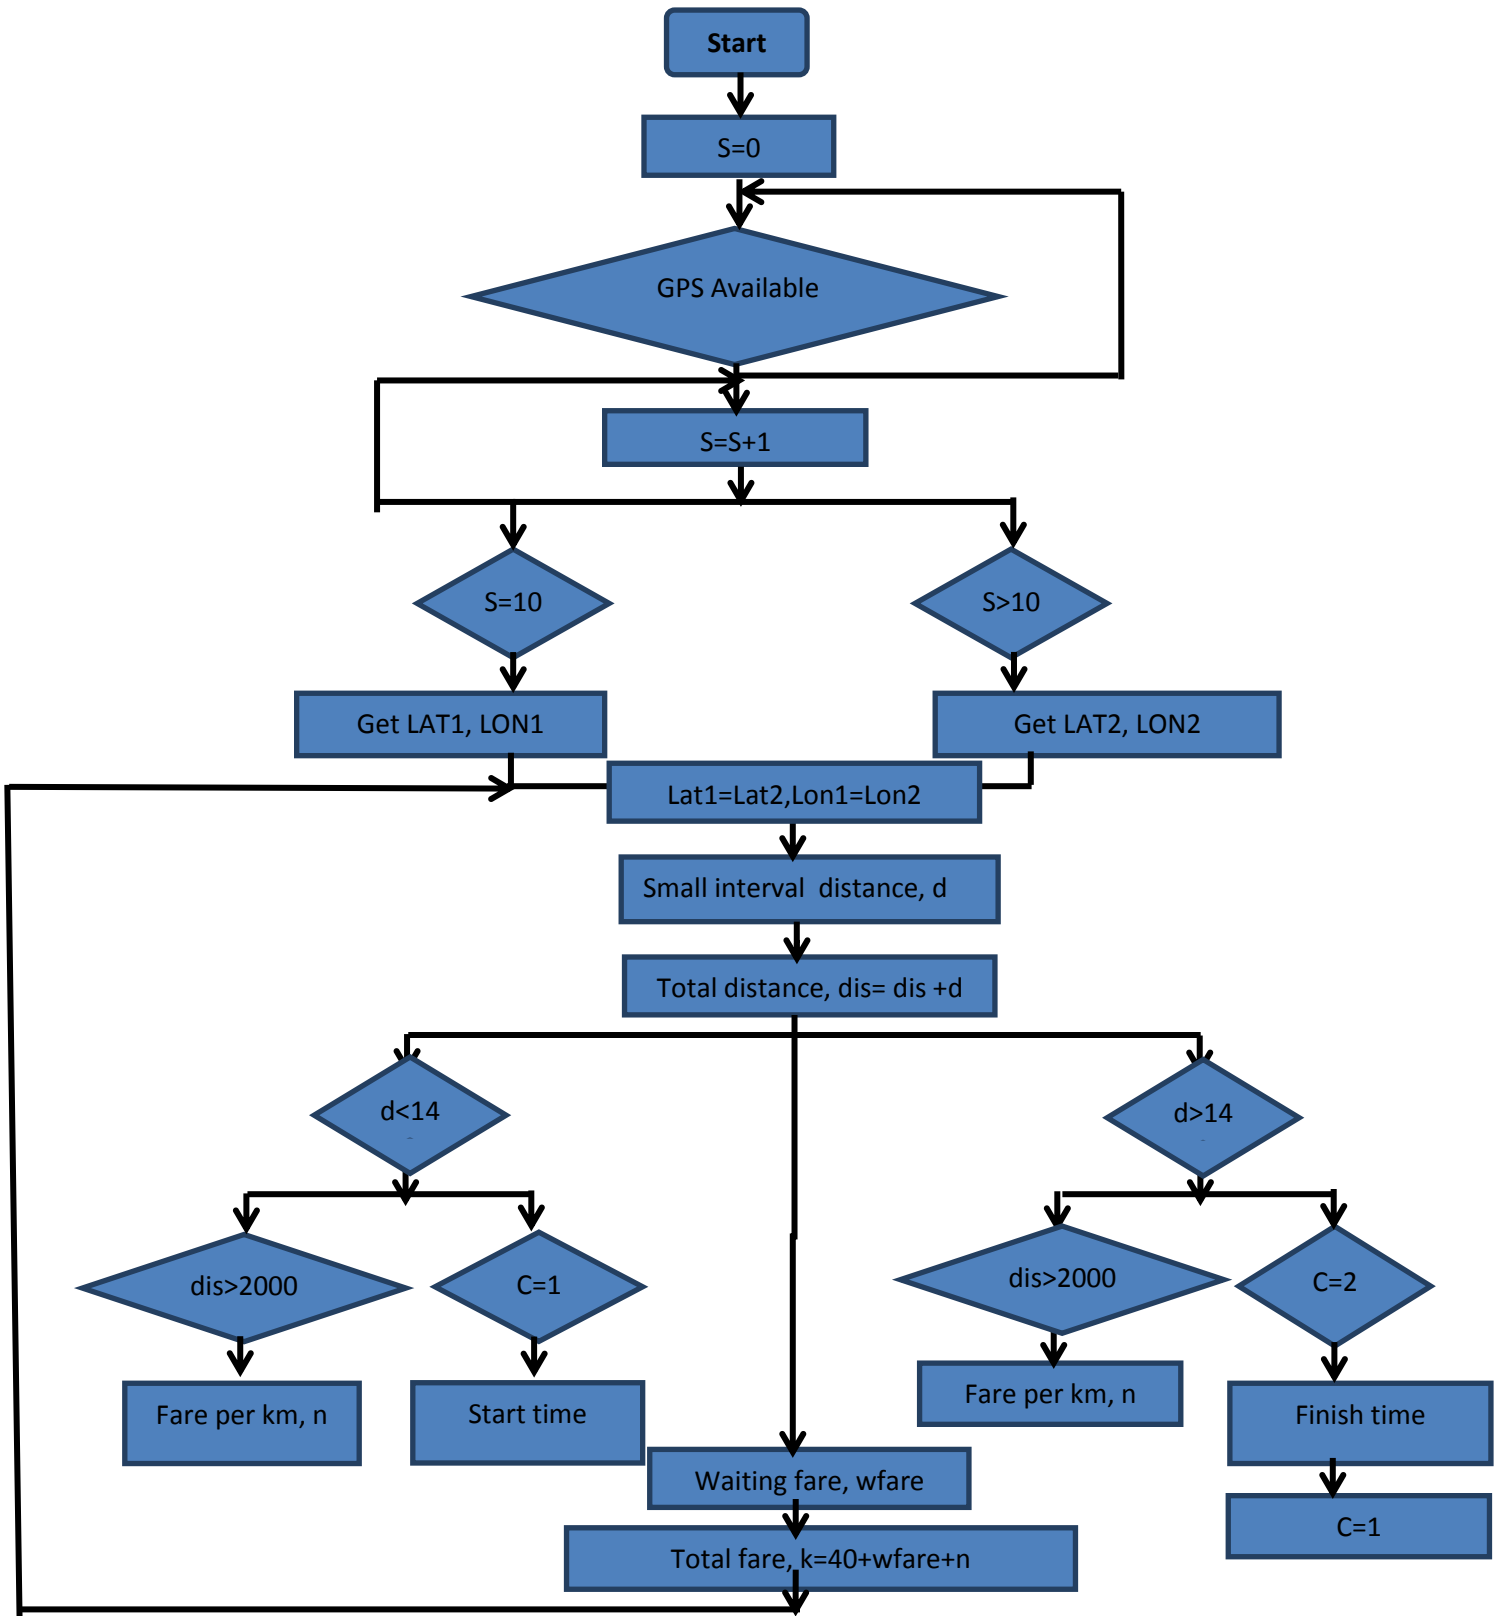 Start
S=0
GPS Available
S=S+1
S=10
S>10
Get LAT1, LON1
Get LAT2, LON2
Lat1=Lat2,Lon1=Lon2
Small interval  distance, d
Total distance, dis= dis +d
d<14
d>14
dis>2000
C=1
dis>2000
C=2
Fare per km, n
Start time
Fare per km, n
Finish time
Waiting fare, wfare
C=1
Total fare, k=40+wfare+n